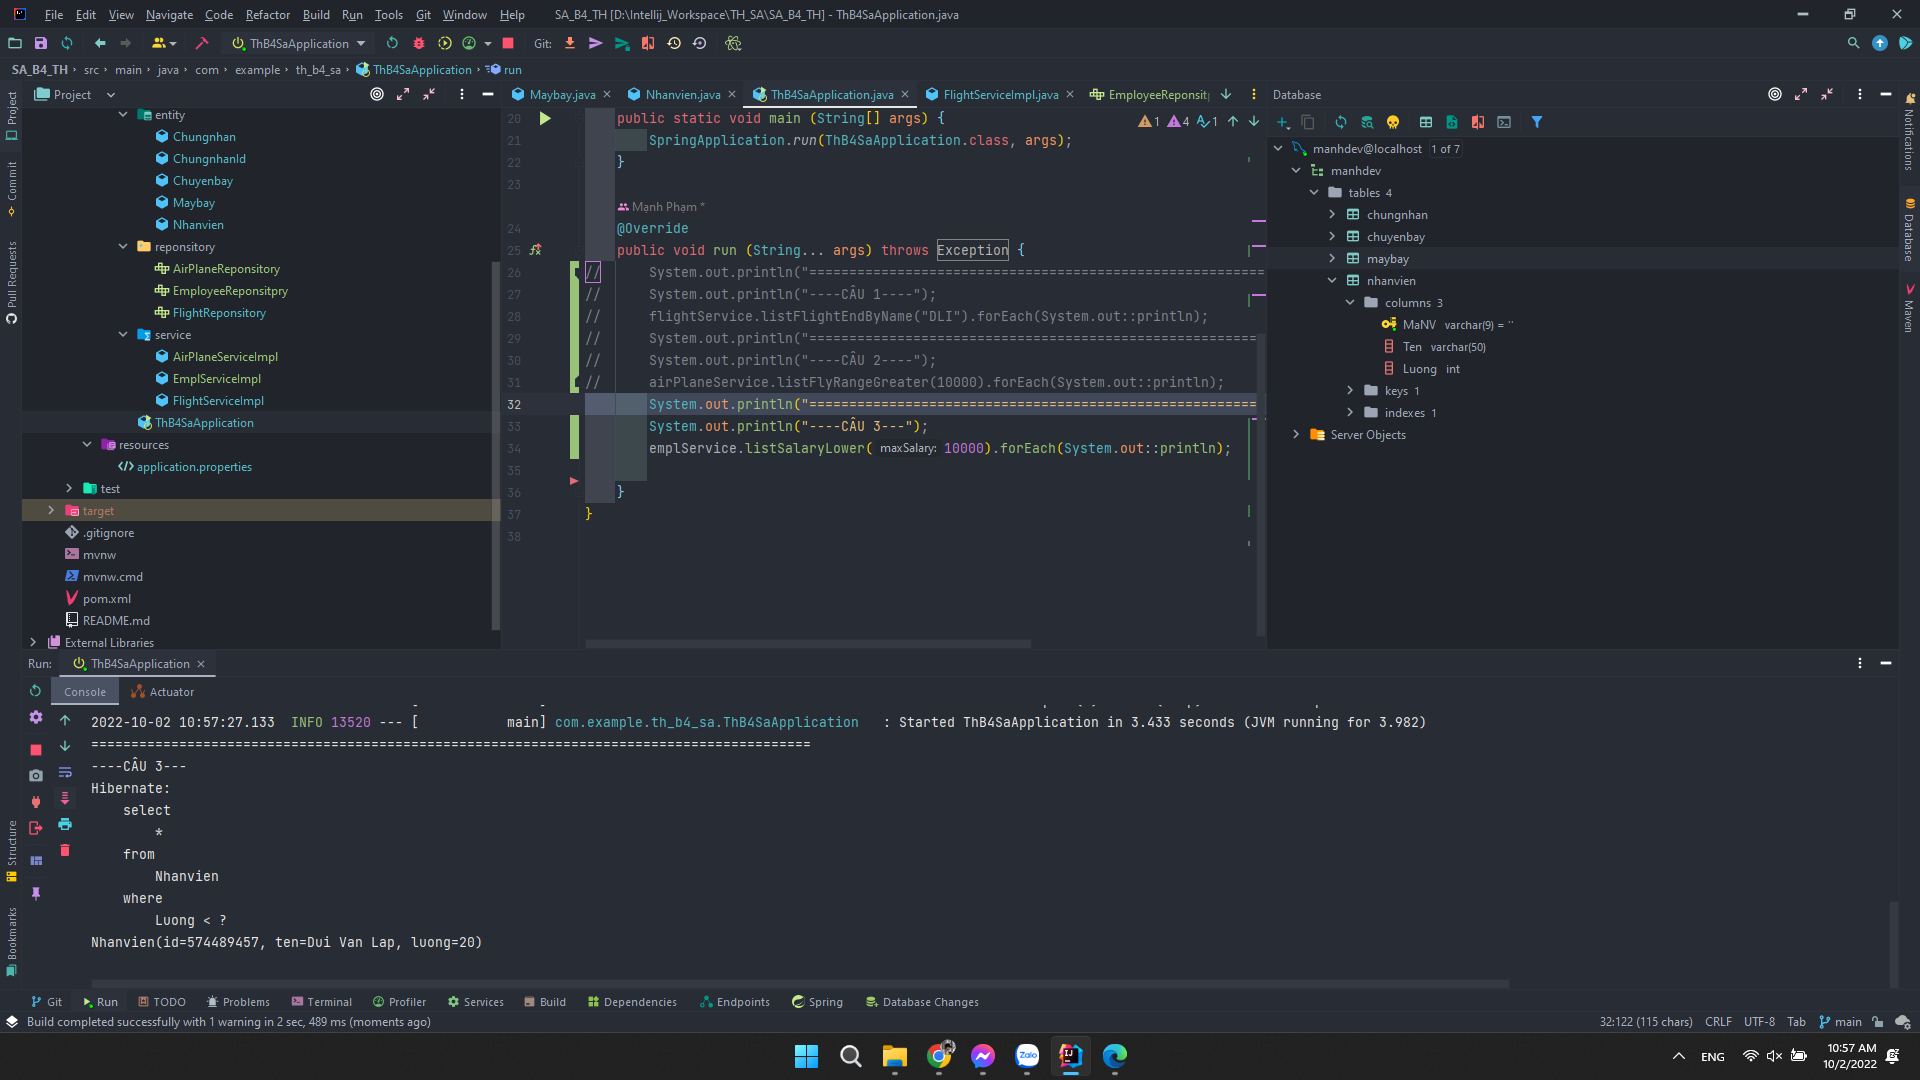 File Edit View Navigate Code Refactor Build Run Tools Git Window Help SA_B4_TH [D:\Intellij_Workspace\TH_SA\SA_B4_TH] - ThB4SaApplication.java
ThB4SaApplication Git:
SA_B4_TH src main java com example th_b4_sa ThB4SaApplication run
Project
Commit
Pull Requests
Structure
Bookmarks
Project
entity
Chungnhan
ChungnhanId
Chuyenbay
Maybay
Nhanvien
reponsitory
AirPlaneReponsitory
EmployeeReponsitpry
FlightReponsitory
service
AirPlaneServiceImpl
EmplServiceImpl
FlightServiceImpl
ThB4SaApplication
resources
application.properties
test
target
.gitignore
mvnw
mvnw.cmd
pom.xml
README.md
External Libraries
Maybay.java Nhanvien.java ThB4SaApplication.java FlightServiceImpl.java EmployeeReponsitp
1 4 1
20 public static void main (String[] args) {
21 SpringApplication.run(ThB4SaApplication.class, args);
22 }
23
Manh Pham *
24 @Override
25 public void run (String... args) throws Exception {
26 // System.out.println("=========================================================
27 // System.out.println("----CÂU 1----");
28 // flightService.listFlightEndByName("DLI").forEach(System.out::println);
29 // System.out.println("========================================================
30 // System.out.println("----CÂU 2----");
31 // airPlaneService.listFlyRangeGreater(10000).forEach(System.out::println);
32 System.out.println("========================================================
33 System.out.println("----CÂU 3---");
34 emplService.listSalaryLower( maxSalary: 10000).forEach(System.out::println);
35
36 }
37 }
38
Database
manhdev@localhost 1 of 7
manhdev
tables 4
chungnhan
chuyenbay
maybay
nhanvien
columns 3
MaNV varchar(9) = ''
Ten varchar(50)
Luong int
keys 1
indexes 1
Server Objects
Notifications
Database
Maven
Run: ThB4SaApplication
Console Actuator
2022-10-02 10:57:27.133 INFO 13520 --- [ main] com.example.th_b4_sa.ThB4SaApplication : Started ThB4SaApplication in 3.433 seconds (JVM running for 3.982)
==========================================================================================
----CÂU 3---
Hibernate:
select
*
from
Nhanvien
where
Luong < ?
Nhanvien(id=574489457, ten=Dui Van Lap, luong=20)
Git Run TODO Problems Terminal Profiler Services Build Dependencies Endpoints Spring Database Changes
Build completed successfully with 1 warning in 2 sec, 489 ms (moments ago) 32:122 (115 chars) CRLF UTF-8 Tab main
Zalo
ENG 10:57 AM
10/2/2022